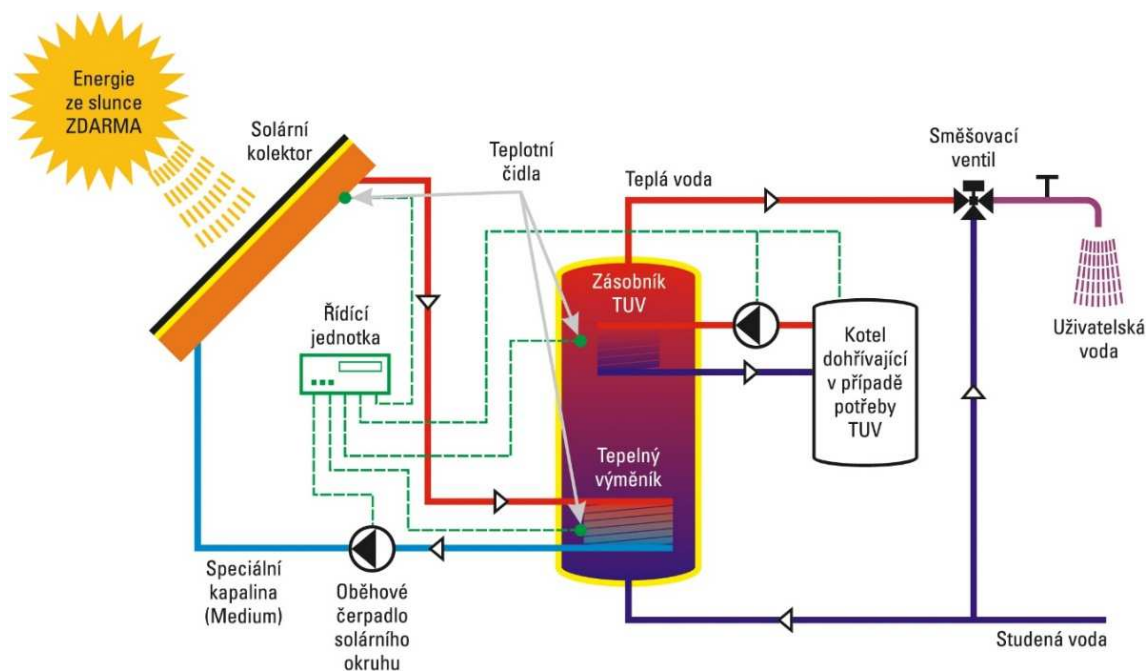 Energie
ze slunce
ZDARMA
Solární
kolektor
Teplotní
čidla
Teplá voda
Směšovací
ventil
Zásobník
TUV
Řídící
jednotka
Kotel
dohřívající
v případě
potřeby
TUV
Uživatelská
voda
Tepelný
výměník
Speciální
kapalina
(Medium)
Oběhové
čerpadlo
solárního
okruhu
Studená voda